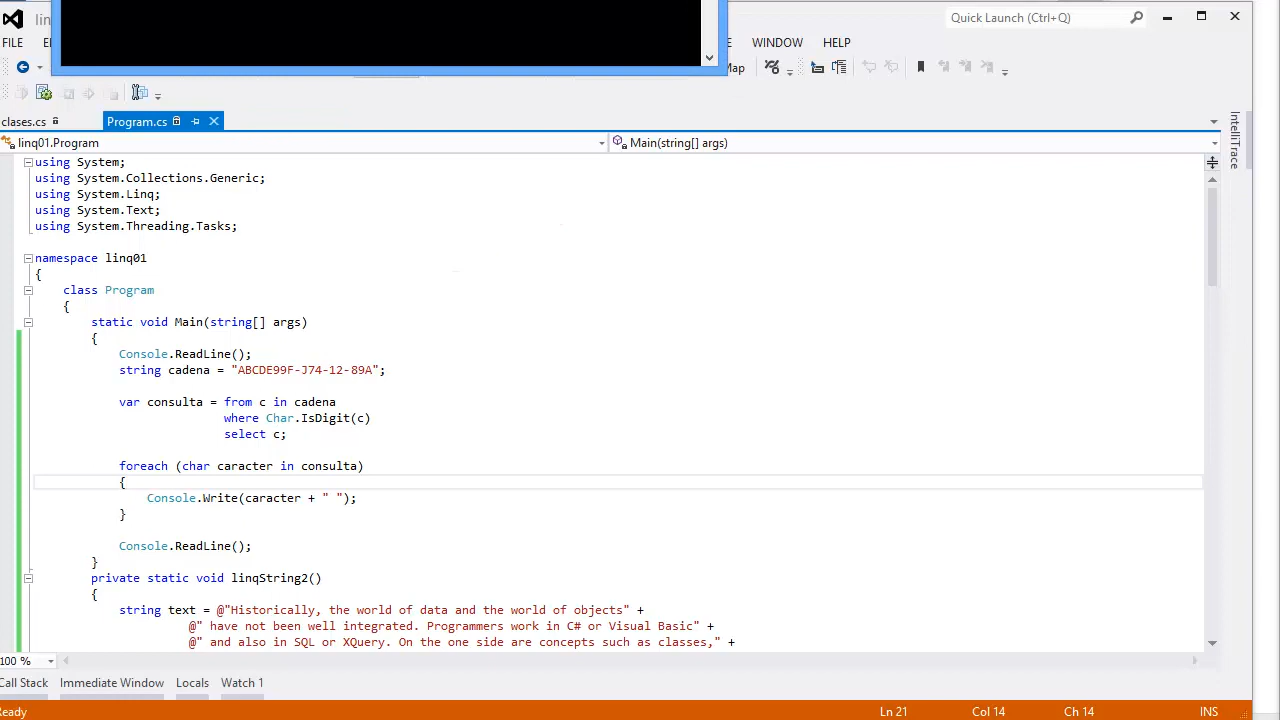 lin
Quick Launch (Ctrl+Q)
FILE
WINDOW HELP
Map
clases.cs Program.cs
linq01.Program Main(string[] args)
IntelliTrace
using System;
using System.Collections.Generic;
using System.Linq;
using System.Text;
using System.Threading.Tasks;
namespace linq01
{
class Program
{
static void Main(string[] args)
{
Console.ReadLine();
string cadena = "ABCDE99F-J74-12-89A";
var consulta = from c in cadena
where Char.IsDigit(c)
select c;
foreach (char caracter in consulta)
{
Console.Write(caracter + " ");
}
Console.ReadLine();
}
private static void linqString2()
{
string text = @"Historically, the world of data and the world of objects" +
@" have not been well integrated. Programmers work in C# or Visual Basic" +
@" and also in SQL or XQuery. On the one side are concepts such as classes," +
100 %
Call Stack Immediate Window Locals Watch 1
Ready Ln 21 Col 14 Ch 14 INS